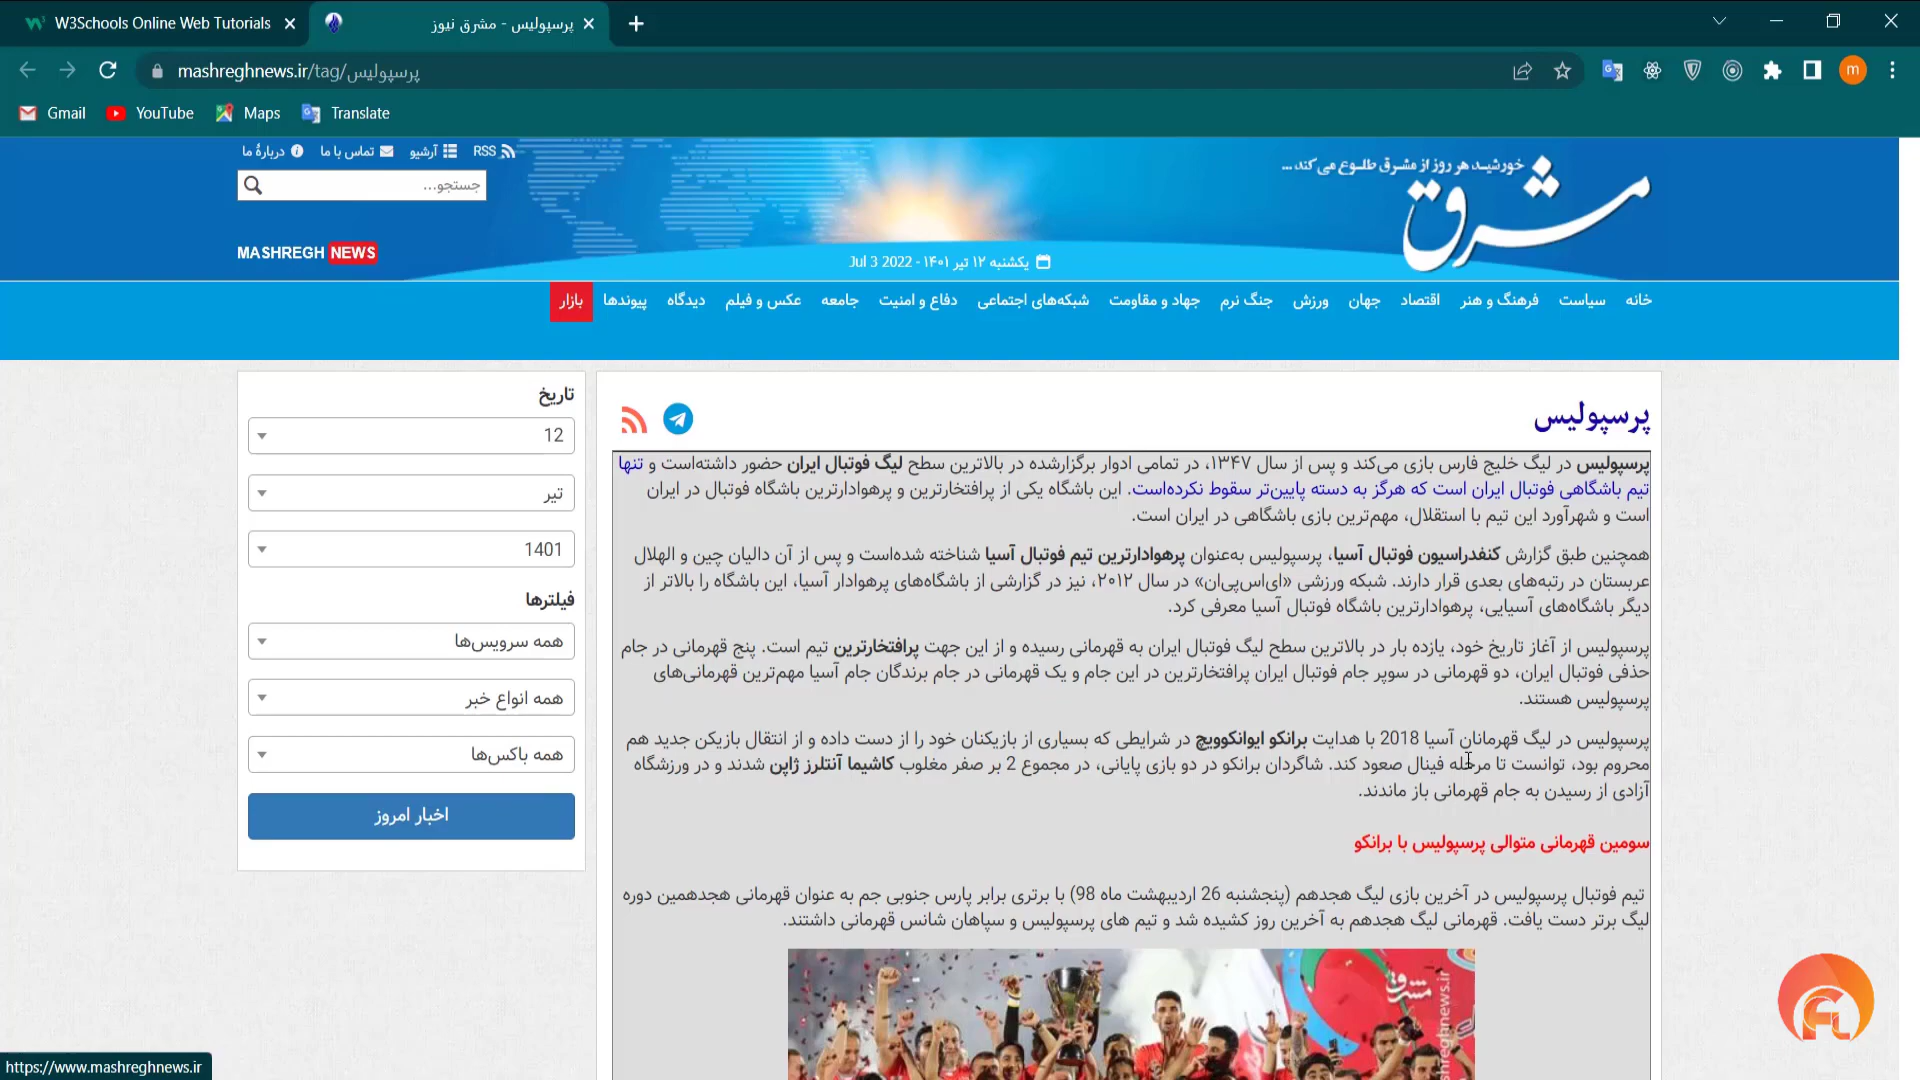 W3Schools Online Web Tutorials
پرسپولیس - مشرق نیوز
mashreghnews.ir/tag/پرسپولیس
m
Gmail
YouTube
Maps
Translate
RSS
آرشیو
تماس با ما
دربارهٔ ما
جستجو...
MASHREGH NEWS
خورشید هر روز از مشرق طلوع می کند ...
مشرق
یکشنبه ۱۲ تیر ۱۴۰۱ - Jul 3 2022
خانه سیاست فرهنگ و هنر اقتصاد جهان ورزش جنگ نرم جهاد و مقاومت شبکه‌های اجتماعی دفاع و امنیت جامعه عکس و فیلم دیدگاه پیوندها بازار
پرسپولیس
پرسپولیس در لیگ خلیج فارس بازی می‌کند و پس از سال ۱۳۴۷، در تمامی ادوار برگزارشده در بالاترین سطح لیگ فوتبال ایران حضور داشته‌است و تنها
تیم باشگاهی فوتبال ایران است که هرگز به دسته پایین‌تر سقوط نکرده‌است. این باشگاه یکی از پرافتخارترین و پرهوادارترین باشگاه فوتبال در ایران
است و شهرآورد این تیم با استقلال، مهم‌ترین بازی باشگاهی در ایران است.
همچنین طبق گزارش کنفدراسیون فوتبال آسیا، پرسپولیس به‌عنوان پرهوادارترین تیم فوتبال آسیا شناخته شده‌است و پس از آن دالیان چین و الهلال
عربستان در رتبه‌های بعدی قرار دارند. شبکه ورزشی «ای‌اس‌پی‌ان» در سال ۲۰۱۲، نیز در گزارشی از باشگاه‌های پرهوادار آسیا، این باشگاه را بالاتر از
دیگر باشگاه‌های آسیایی، پرهوادارترین باشگاه فوتبال آسیا معرفی کرد.
پرسپولیس از آغاز تاریخ خود، یازده بار در بالاترین سطح لیگ فوتبال ایران به قهرمانی رسیده و از این جهت پرافتخارترین تیم است. پنج قهرمانی در جام
حذفی فوتبال ایران، دو قهرمانی در سوپر جام فوتبال ایران پرافتخارترین در این جام و یک قهرمانی در جام برندگان جام آسیا مهم‌ترین قهرمانی‌های
پرسپولیس هستند.
پرسپولیس در لیگ قهرمانان آسیا 2018 با هدایت برانکو ایوانکوویچ در شرایطی که بسیاری از بازیکنان خود را از دست داده و از انتقال بازیکن جدید هم
محروم بود، توانست تا مرحله فینال صعود کند. شاگردان برانکو در دو بازی پایانی، در مجموع 2 بر صفر مغلوب کاشیما آنتلرز ژاپن شدند و در ورزشگاه
آزادی از رسیدن به جام قهرمانی باز ماندند.
سومین قهرمانی متوالی پرسپولیس با برانکو
تیم فوتبال پرسپولیس در آخرین بازی لیگ هجدهم (پنجشنبه 26 اردیبهشت ماه 98) با برتری برابر پارس جنوبی جم به عنوان قهرمانی هجدهمین دوره
لیگ برتر دست یافت. قهرمانی لیگ هجدهم به آخرین روز کشیده شد و تیم های پرسپولیس و سپاهان شانس قهرمانی داشتند.
مشرق
mashreghnews.ir
تاریخ
12
تیر
1401
فیلترها
همه سرویس‌ها
همه انواع خبر
همه باکس‌ها
اخبار امروز
https://www.mashreghnews.ir